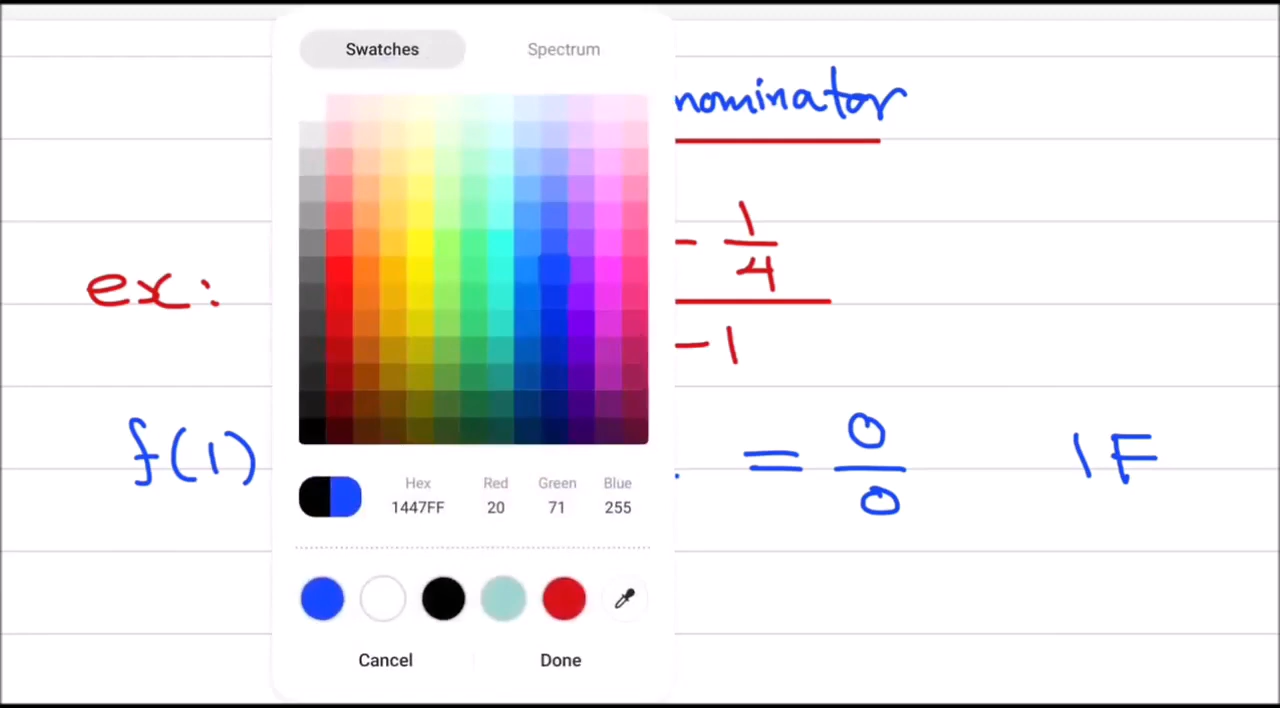 Swatches Spectrum
nominator
ex: - 1/4
- 1
f(1) = 0/0 IF
Hex Red Green Blue
1447FF 20 71 255
Cancel Done